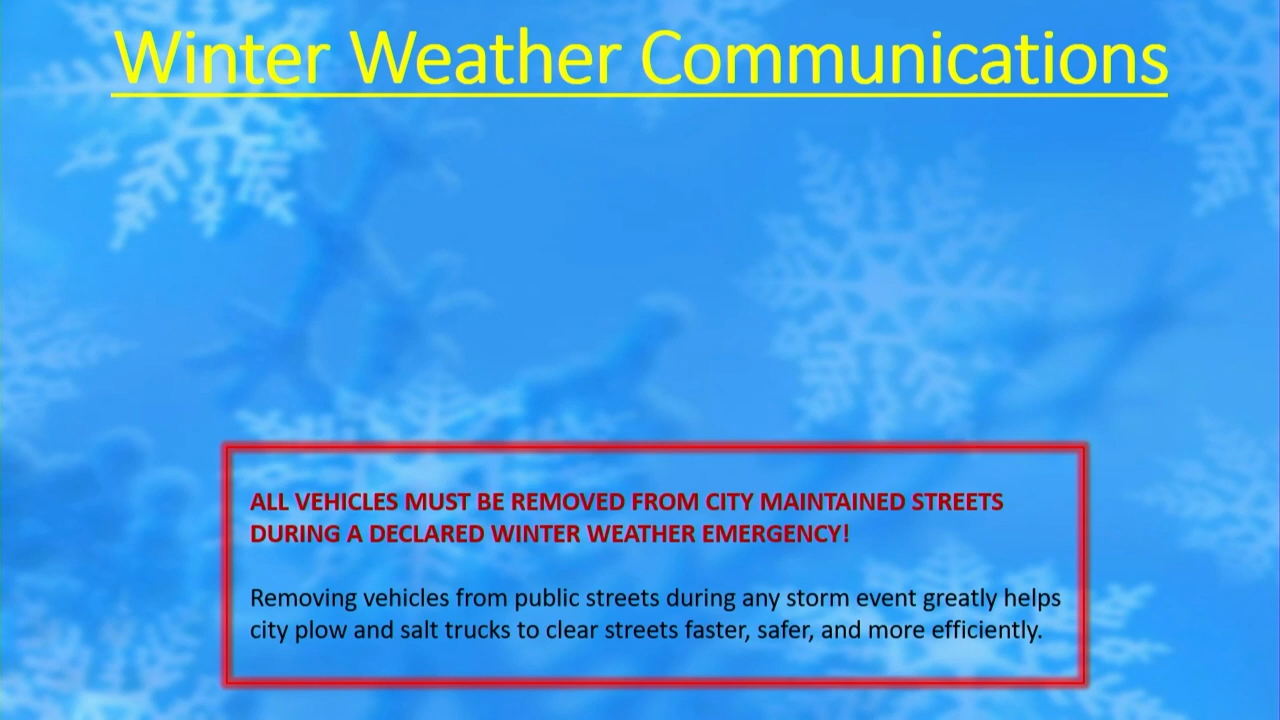 Winter Weather Communications
ALL VEHICLES MUST BE REMOVED FROM CITY MAINTAINED STREETS
DURING A DECLARED WINTER WEATHER EMERGENCY!
Removing vehicles from public streets during any storm event greatly helps
city plow and salt trucks to clear streets faster, safer, and more efficiently.